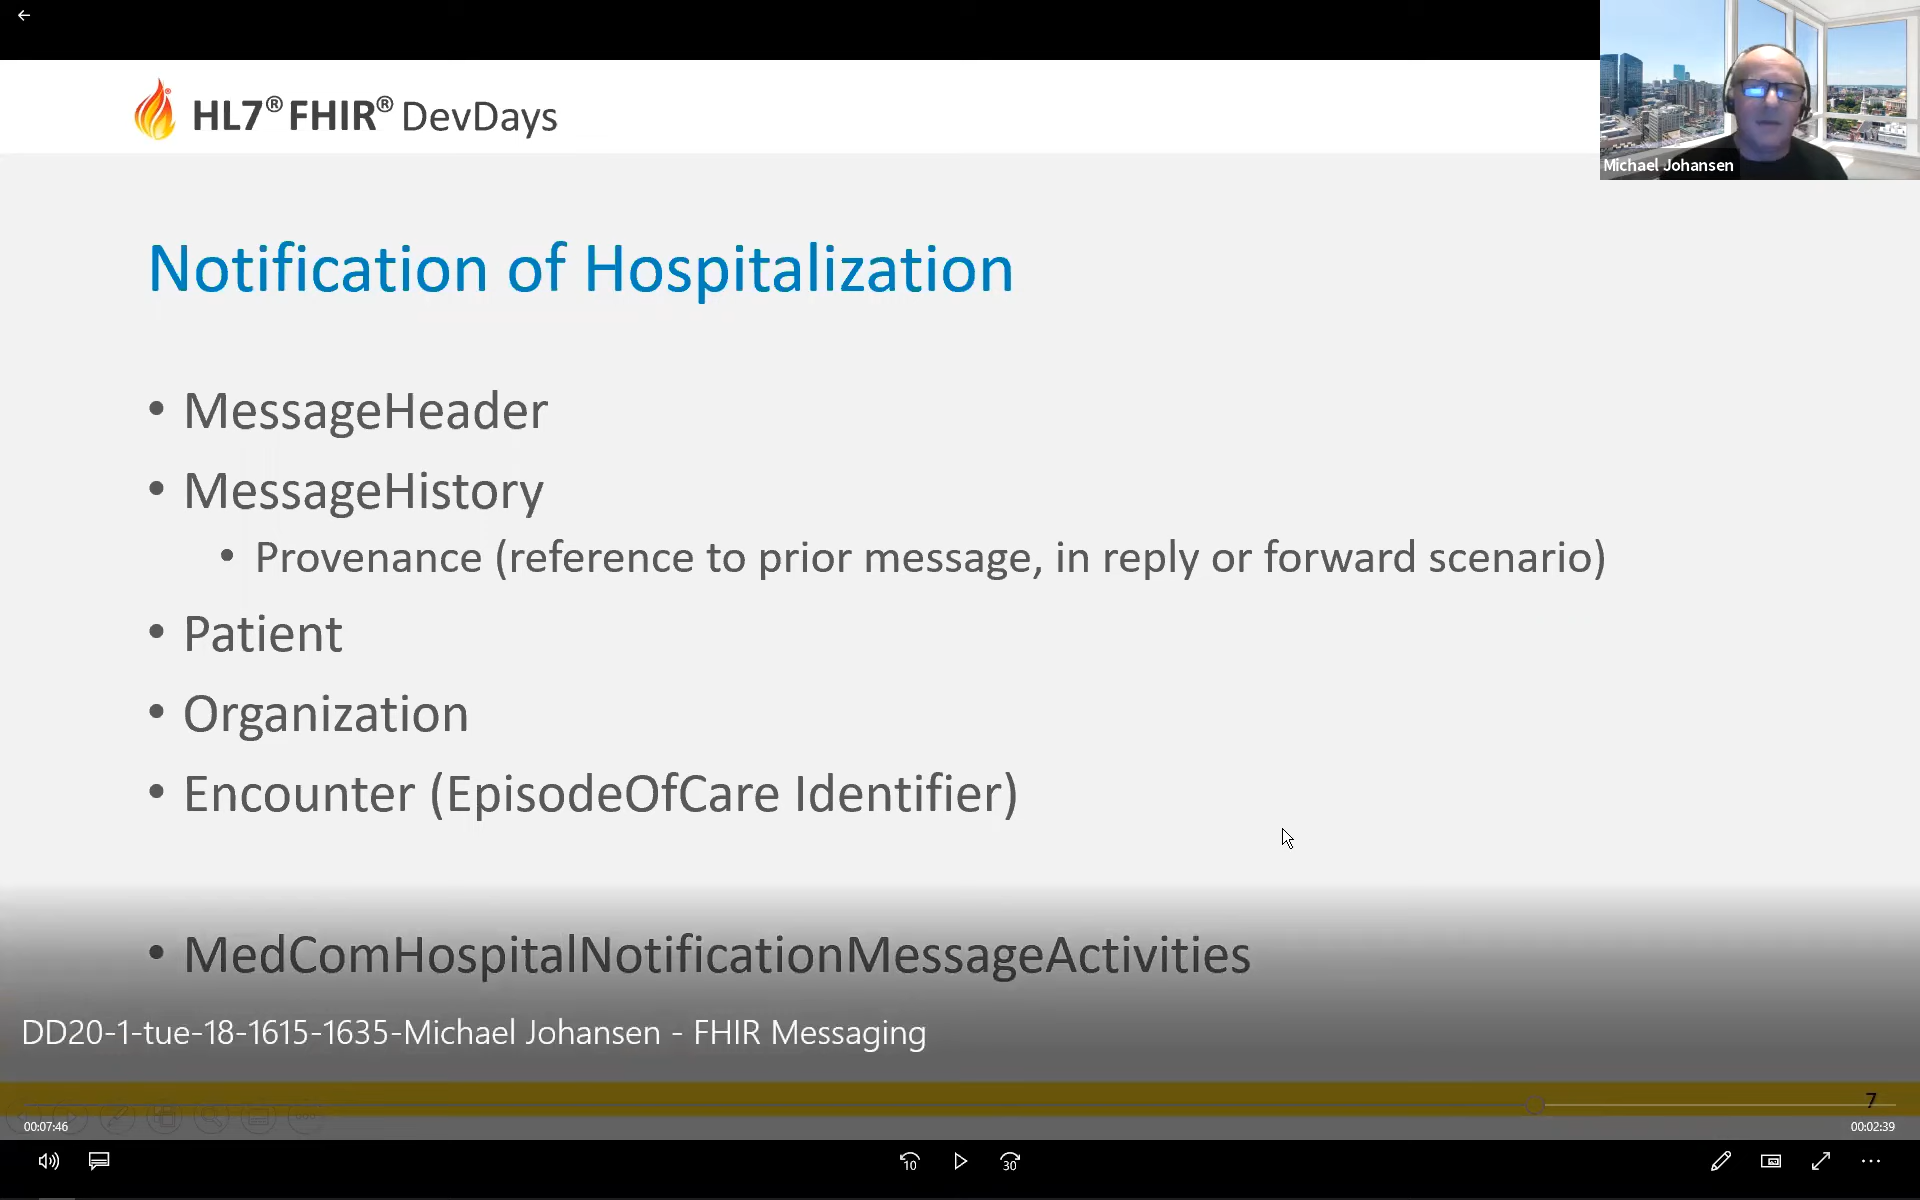 HL7® FHIR® DevDays
Michael Johansen
Notification of Hospitalization
• MessageHeader
• MessageHistory
• Provenance (reference to prior message, in reply or forward scenario)
• Patient
• Organization
• Encounter (EpisodeOfCare Identifier)
• MedComHospitalNotificationMessageActivities
DD20-1-tue-18-1615-1635-Michael Johansen - FHIR Messaging
7
00:07:46
00:02:39
10
30